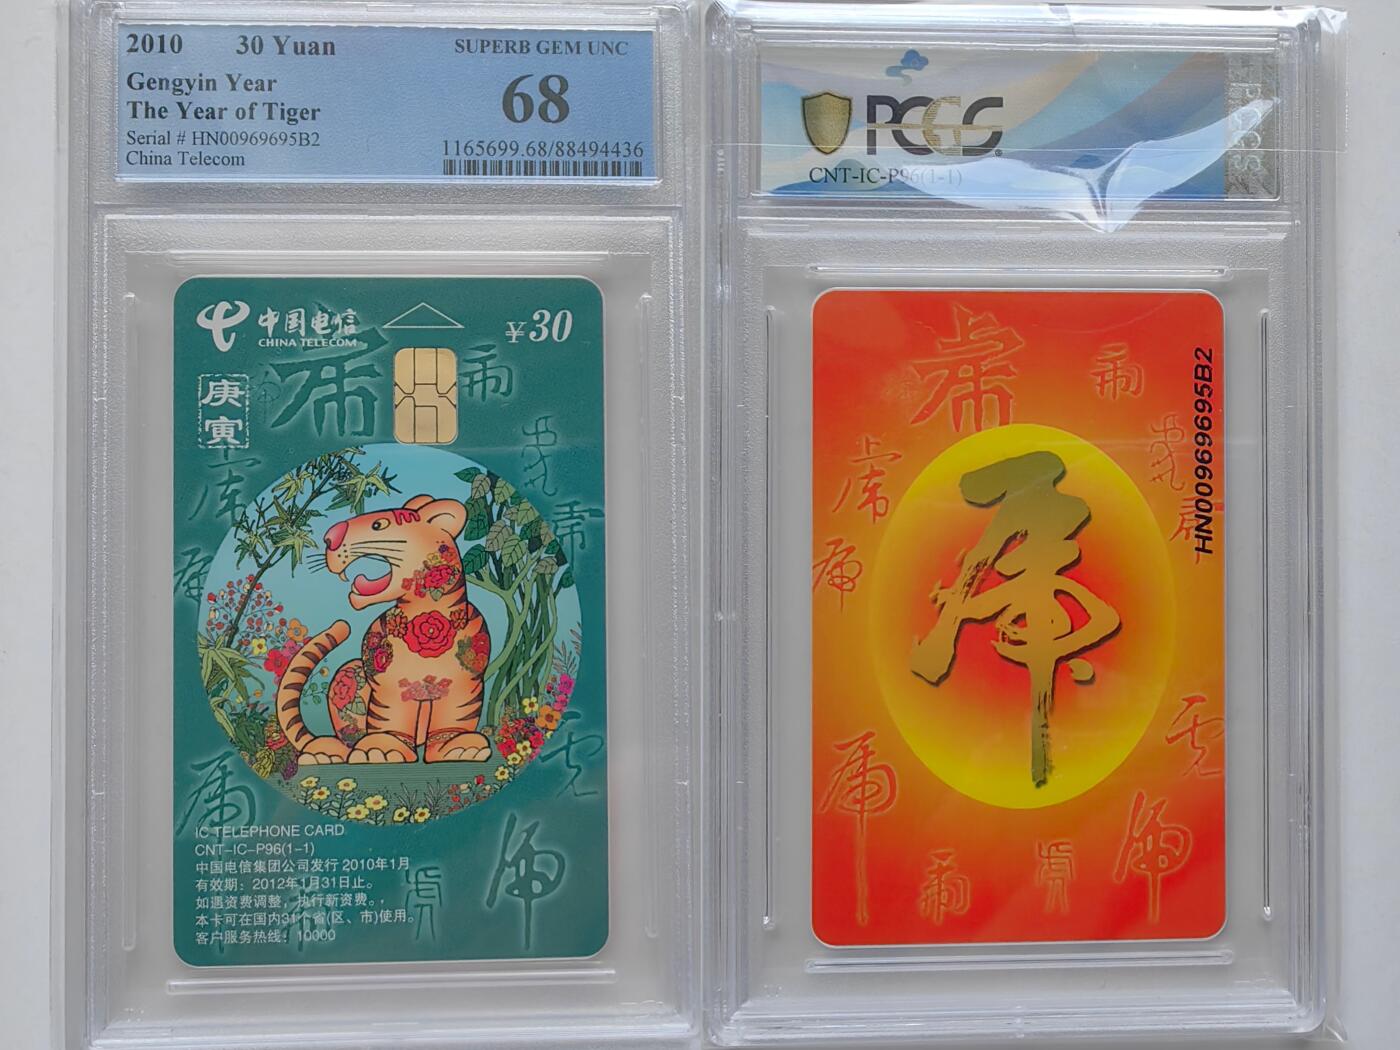 2010 30 Yuan
SUPERB GEM UNC
Gengyin Year
68
The Year of Tiger
Serial # HN00969695B2
1165699.68/88494436
China Telecom
中国电信
CHINA TELECOM
¥30
庚
寅
IC TELEPHONE CARD
CNT-IC-P96(1-1)
中国电信集团公司发行 2010年1月
有效期：2012年1月31日止。
如遇资费调整，执行新资费。
本卡可在国内31个省(区、市)使用。
客户服务热线：10000
PCGS
CNT-IC-P96(1-1)
HN00969695B2
虎